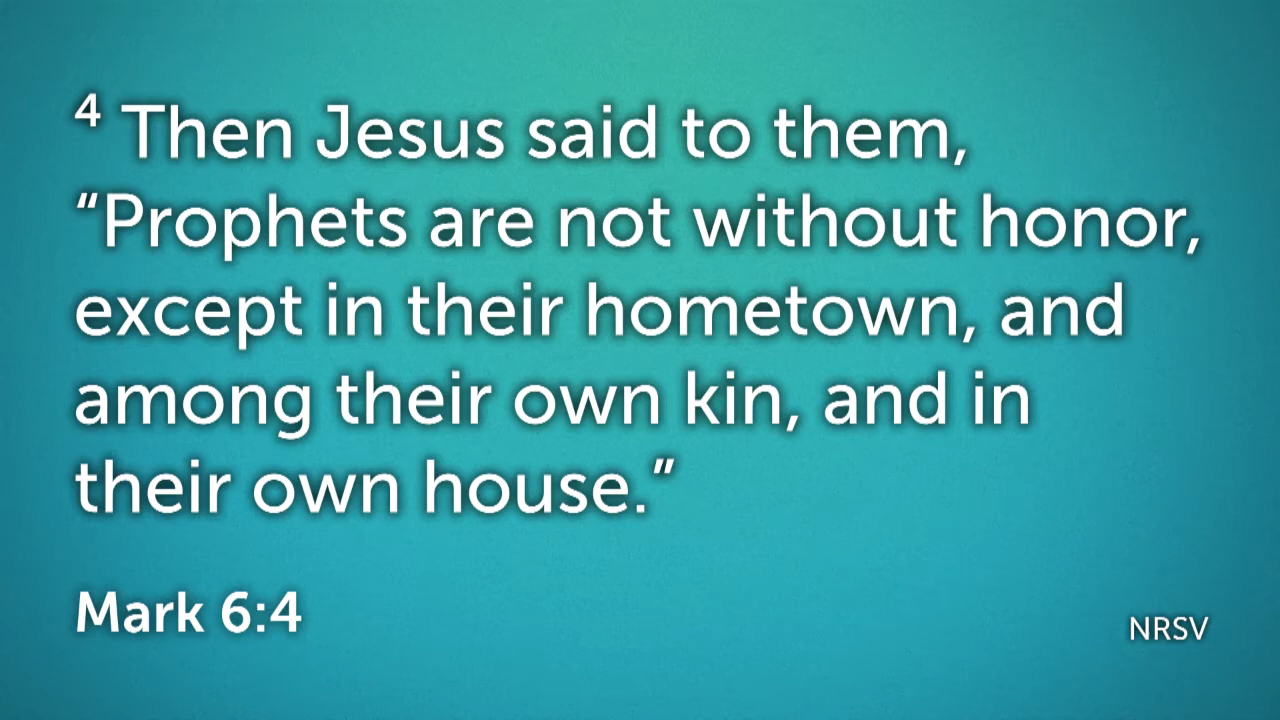 4 Then Jesus said to them,
“Prophets are not without honor,
except in their hometown, and
among their own kin, and in
their own house.”
Mark 6:4
NRSV